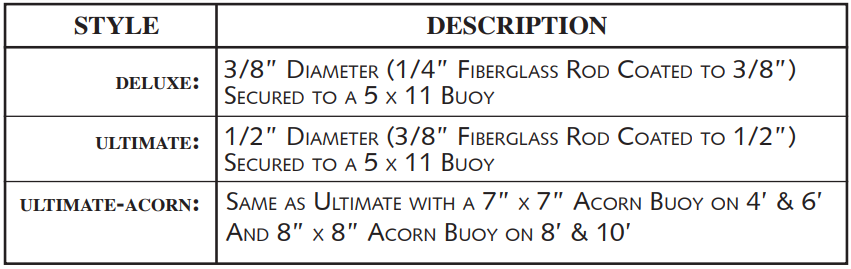 STYLE DESCRIPTION
DELUXE: 3/8” DIAMETER (1/4” FIBERGLASS ROD COATED TO 3/8”)
SECURED TO A 5 X 11 BUOY
ULTIMATE: 1/2” DIAMETER (3/8” FIBERGLASS ROD COATED TO 1/2”)
SECURED TO A 5 X 11 BUOY
ULTIMATE-ACORN: SAME AS ULTIMATE WITH A 7” X 7” ACORN BUOY ON 4’ & 6’
AND 8” X 8” ACORN BUOY ON 8’ & 10’